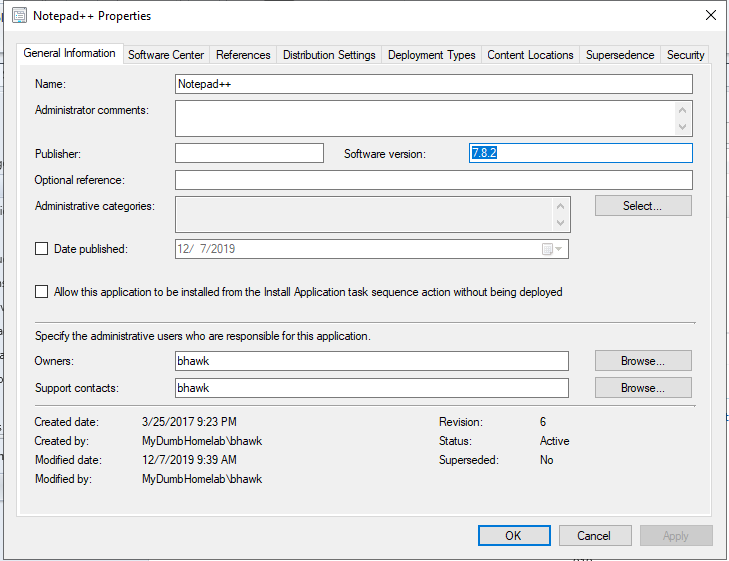 Notepad++ Properties
General Information Software Center References Distribution Settings Deployment Types Content Locations Supersedence Security
Name: Notepad++
Administrator comments:
Publisher: Software version: 7.8.2
Optional reference:
Administrative categories: Select...
Date published: 12/ 7/2019
Allow this application to be installed from the Install Application task sequence action without being deployed
Specify the administrative users who are responsible for this application.
Owners: bhawk Browse...
Support contacts: bhawk Browse...
Created date: 3/25/2017 9:23 PM Revision: 6
Created by: MyDumbHomelab\bhawk Status: Active
Modified date: 12/7/2019 9:39 AM Superseded: No
Modified by: MyDumbHomelab\bhawk
OK Cancel Apply